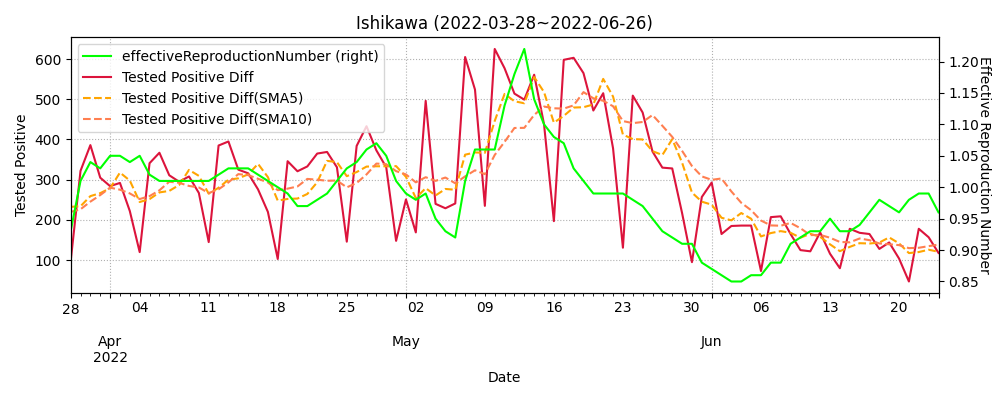 Ishikawa (2022-03-28~2022-06-26)
effectiveReproductionNumber (right)
Tested Positive Diff
Tested Positive Diff(SMA5)
Tested Positive Diff(SMA10)
Tested Positive
600
500
400
300
200
100
Effective Reproduction Number
1.20
1.15
1.10
1.05
1.00
0.95
0.90
0.85
28 04 11 18 25 02 09 16 23 30 06 13 20
Apr May Jun
2022
Date